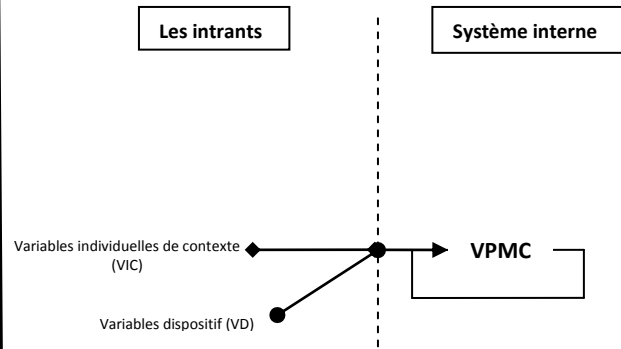 Les intrants
Système interne
Variables individuelles de contexte
(VIC)
VPMC
Variables dispositif (VD)